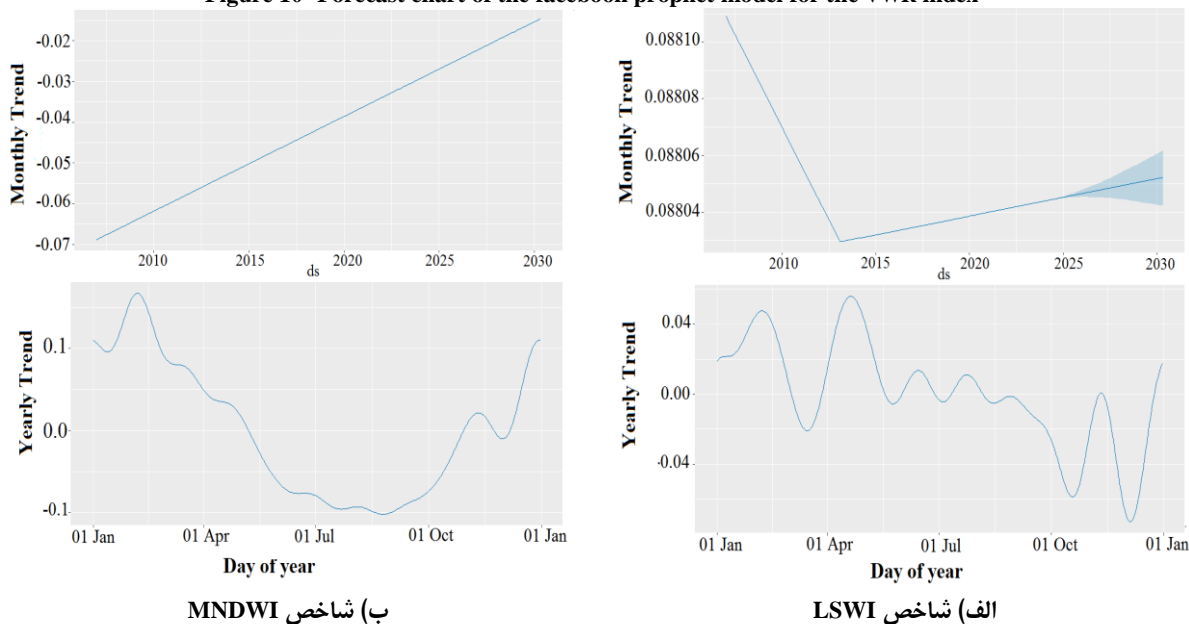 Figure 10- Forecast chart of the facebook prophet model for the VWR index
Monthly Trend
-0.02
-0.03
-0.04
-0.05
-0.06
-0.07
2010 2015 2020 2025 2030
ds
Monthly Trend
0.08810
0.08808
0.08806
0.08804
2010 2015 2020 2025 2030
ds
Yearly Trend
0.1
0.0
-0.1
01 Jan 01 Apr 01 Jul 01 Oct 01 Jan
Day of year
Yearly Trend
0.04
0.00
-0.04
01 Jan 01 Apr 01 Jul 01 Oct 01 Jan
Day of year
الف) شاخص LSWI
ب) شاخص MNDWI